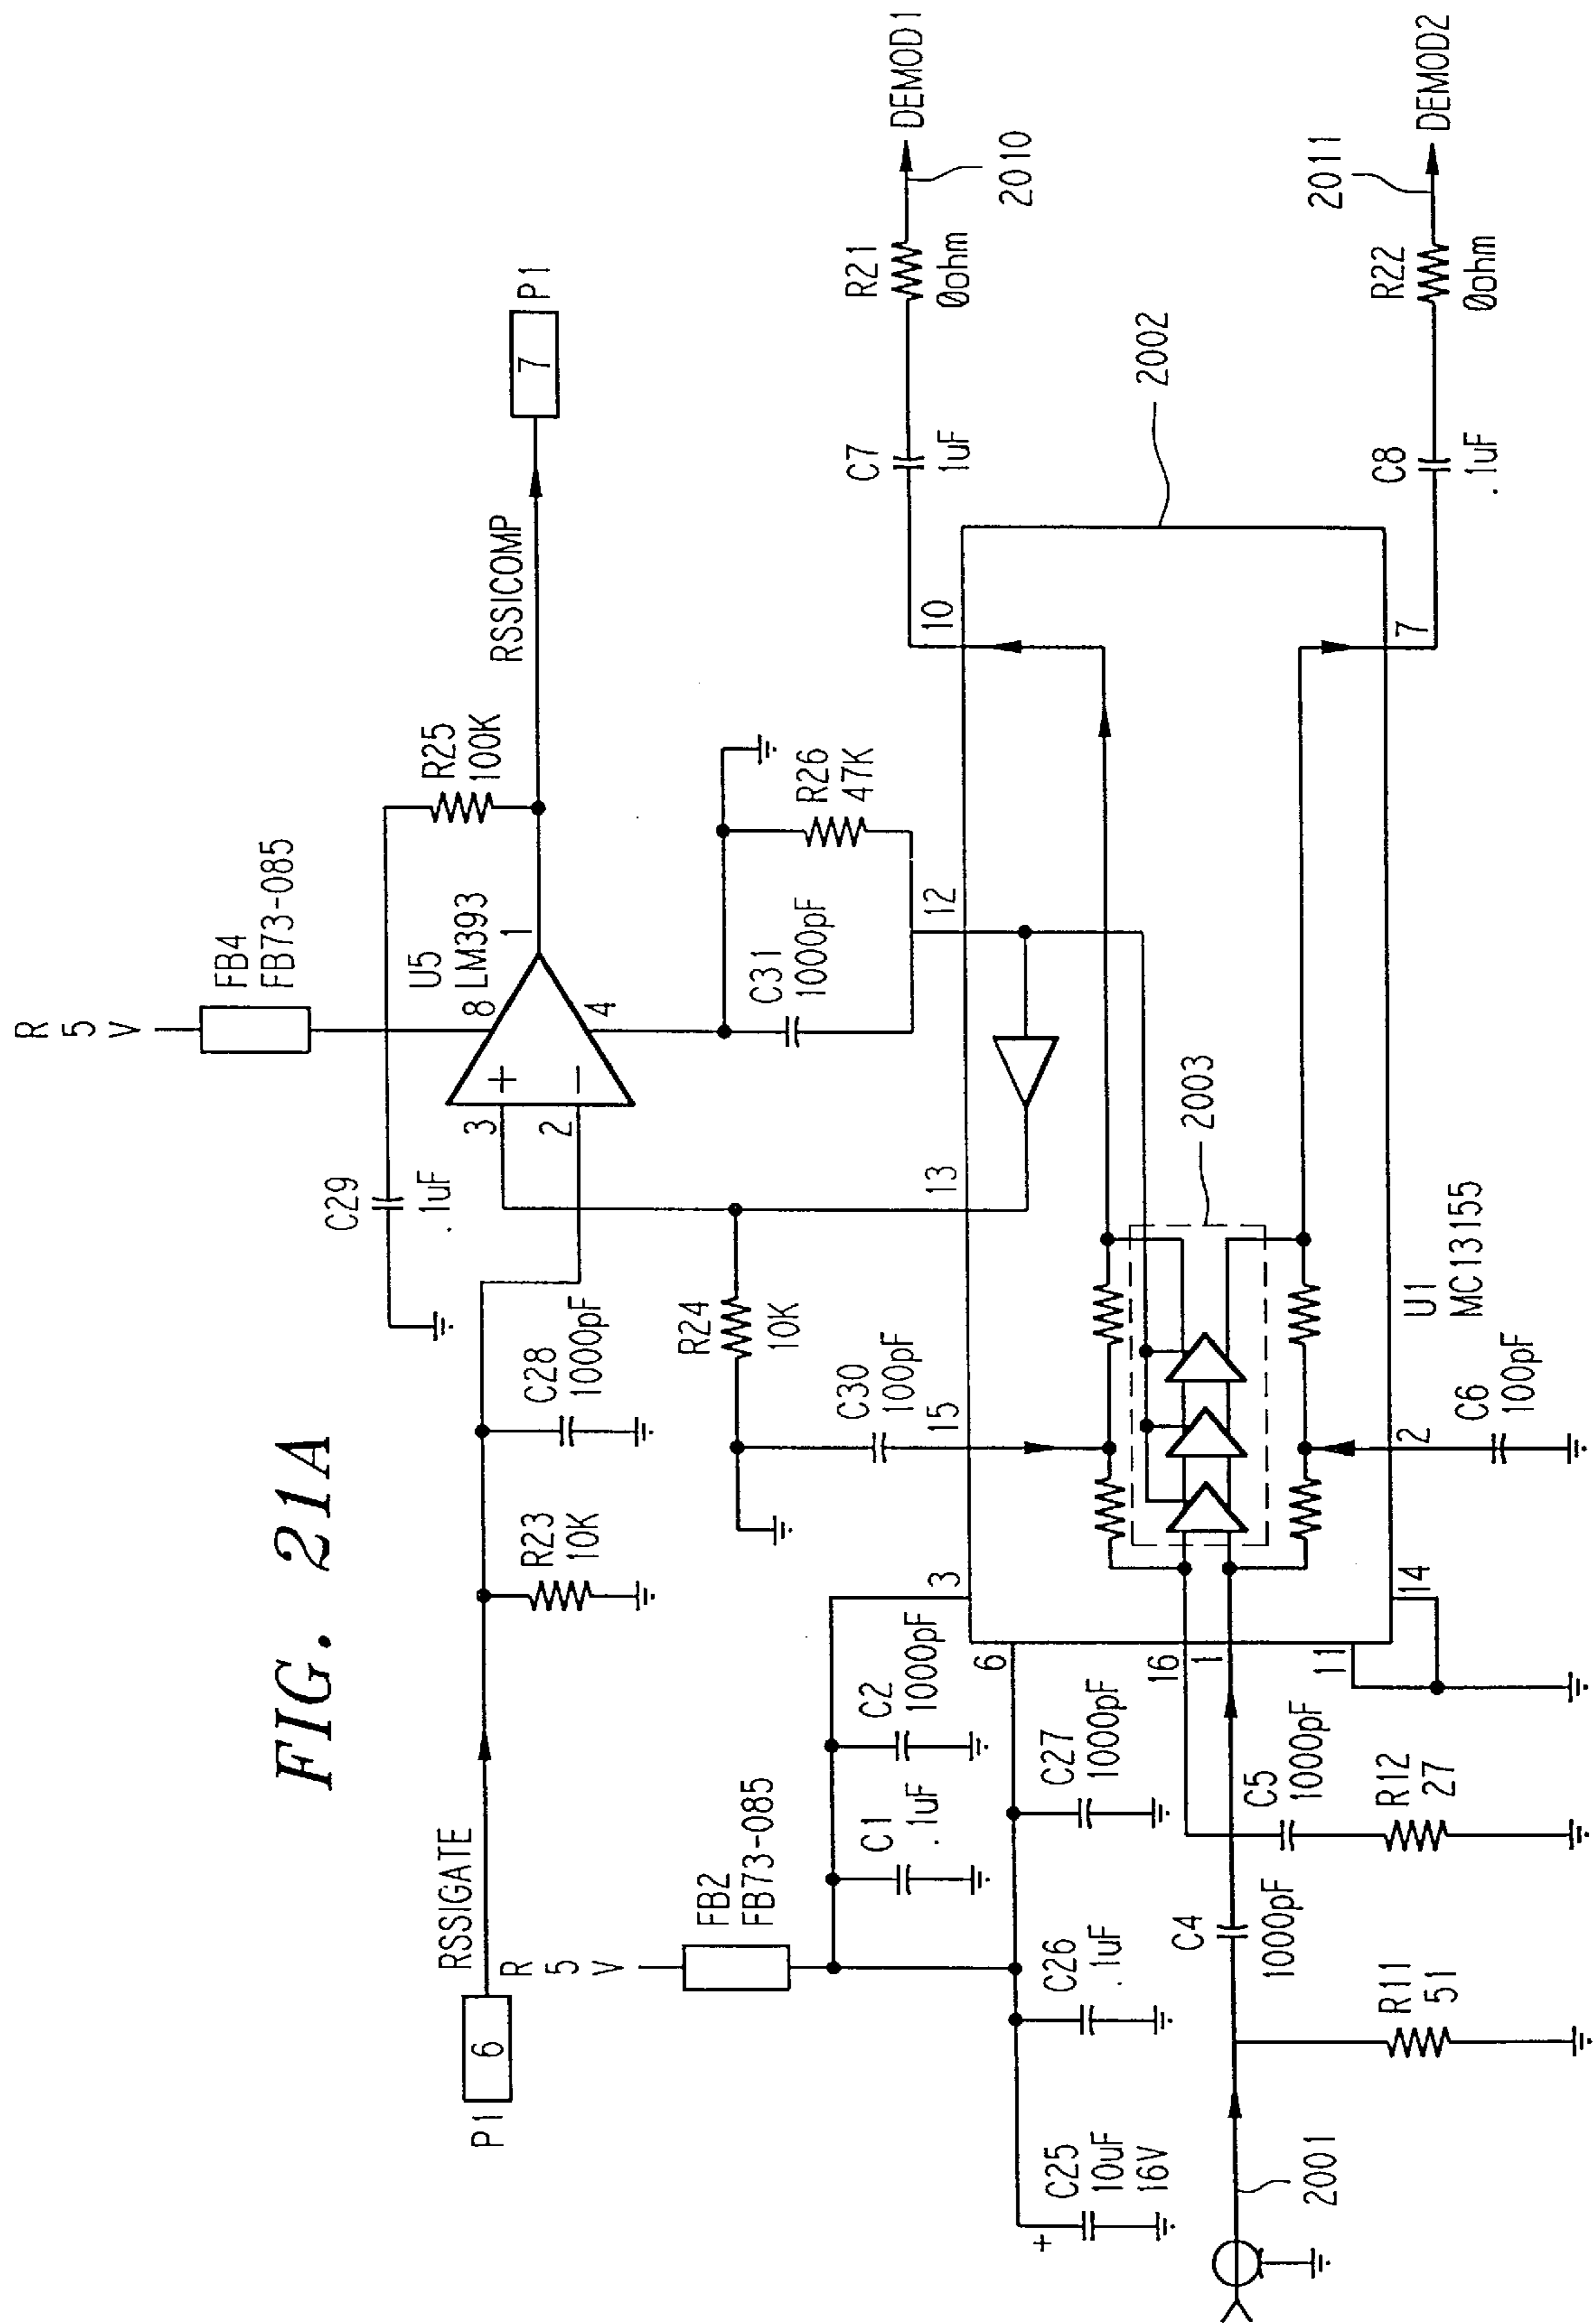 FIG. 21A
R
5
V
FB4
FB73-085
C29
.1uF
R25
100K
U5
LM393
8
1
4
3
+
2
-
RSSICOMP
7
P1
P1
6
RSSIGATE
R23
10K
C28
1000pF
R24
10K
C30
100pF
C31
1000pF
R26
47K
R
5
V
FB2
FB73-085
C1
.1uF
C2
1000pF
C25
10uF
16V
+
C26
.1uF
C27
1000pF
3
6
15
13
12
10
C7
1uF
R21
0ohm
DEMOD1
2010
2002
2003
16
1
11
14
2
7
U1
MC13155
C8
.1uF
R22
0ohm
DEMOD2
2011
C6
100pF
2001
R11
51
C4
1000pF
C5
1000pF
R12
27